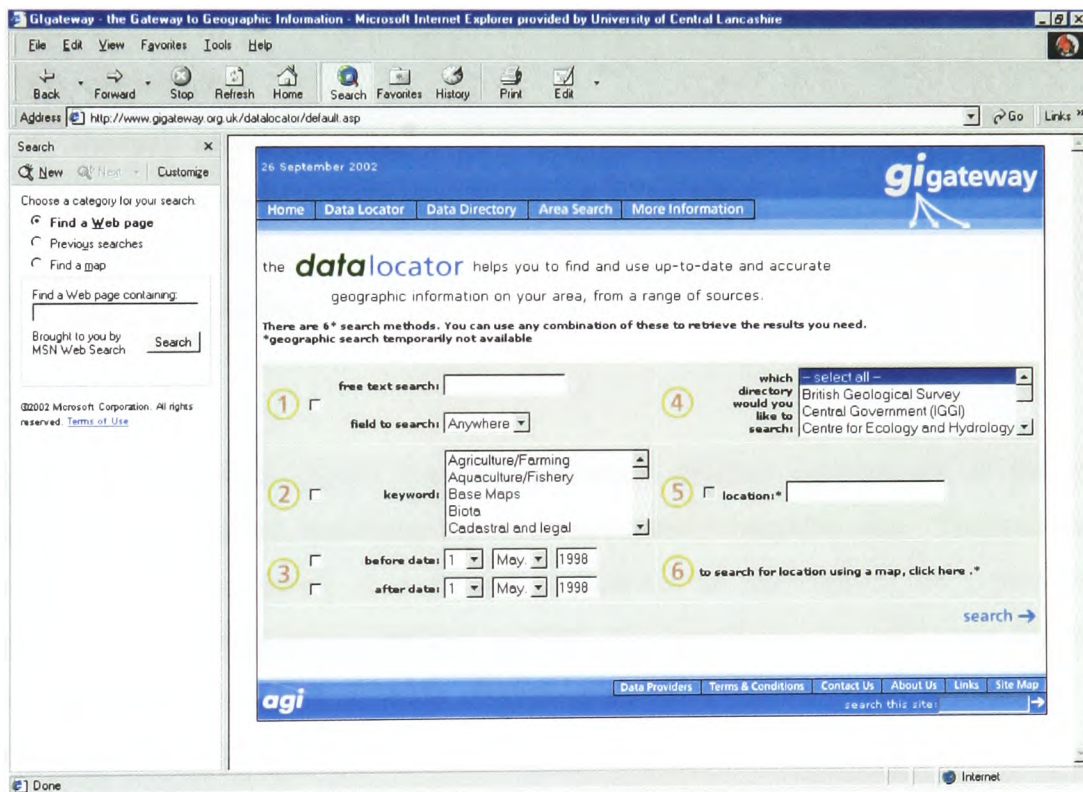 GIgateway - the Gateway to Geographic Information - Microsoft Internet Explorer provided by University of Central Lancashire
File Edit View Favorites Tools Help
Back Forward Stop Refresh Home Search Favorites History Print Edit
Address http://www.gigateway.org.uk/datalocator/default.asp Go Links »
Search
New Next Customize
Choose a category for your search:
Find a Web page
Previous searches
Find a map
Find a Web page containing:
Brought to you by
MSN Web Search
Search
©2002 Microsoft Corporation. All rights
reserved. Terms of Use
26 September 2002
gigateway
Home Data Locator Data Directory Area Search More Information
the datalocator helps you to find and use up-to-date and accurate
geographic information on your area, from a range of sources.
There are 6* search methods. You can use any combination of these to retrieve the results you need.
*geographic search temporarily not available
1
free text search:
field to search: Anywhere
2
keyword:
Agriculture/Farming
Aquaculture/Fishery
Base Maps
Biota
Cadastral and legal
3
before date: 1 May. 1998
after date: 1 May. 1998
4
which
directory
would you
like to
search:
-- select all --
British Geological Survey
Central Government (IGGI)
Centre for Ecology and Hydrology
5
location:*
6
to search for location using a map, click here .*
search
agi
Data Providers Terms & Conditions Contact Us About Us Links Site Map
search this site:
Done
Internet